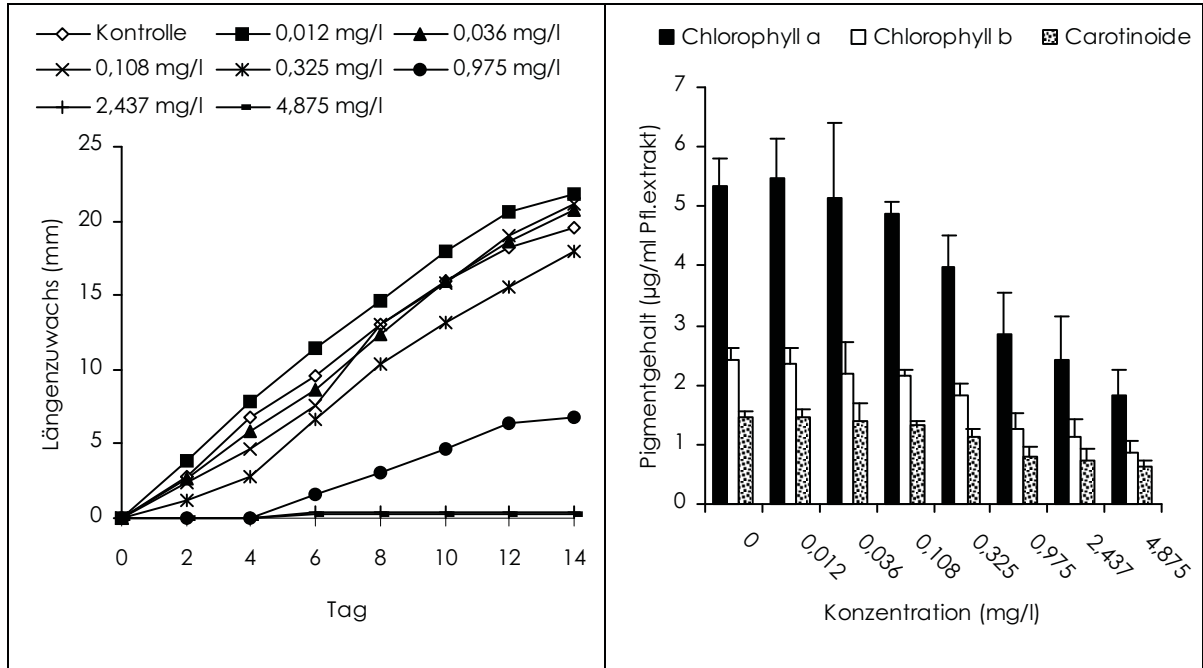 Kontrolle 0,012 mg/l 0,036 mg/l
0,108 mg/l 0,325 mg/l 0,975 mg/l
2,437 mg/l 4,875 mg/l
25
20
15
10
5
0
Längenzuwachs (mm)
0 2 4 6 8 10 12 14
Tag
Chlorophyll a Chlorophyll b Carotinoide
7
6
5
4
3
2
1
0
Pigmentgehalt (µg/ml Pfl.extrakt)
0 0,012 0,036 0,108 0,325 0,975 2,437 4,875
Konzentration (mg/l)